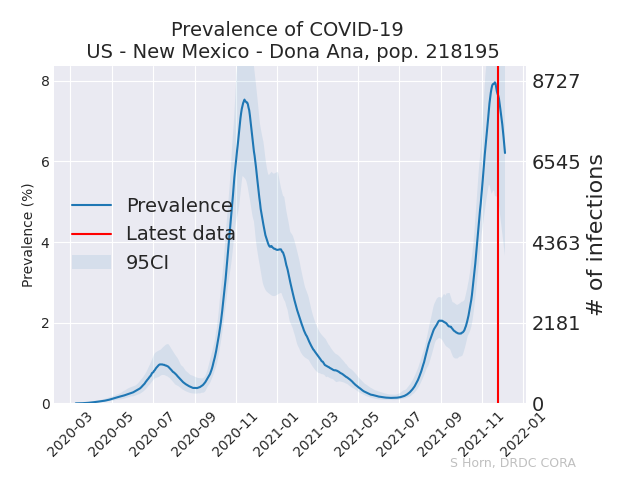 Prevalence of COVID-19
US - New Mexico - Dona Ana, pop. 218195
Prevalence (%)
8
6
4
2
0
8727
6545
4363
2181
0
# of infections
Prevalence
Latest data
95CI
2020-03
2020-05
2020-07
2020-09
2020-11
2021-01
2021-03
2021-05
2021-07
2021-09
2021-11
2022-01
S Horn, DRDC CORA